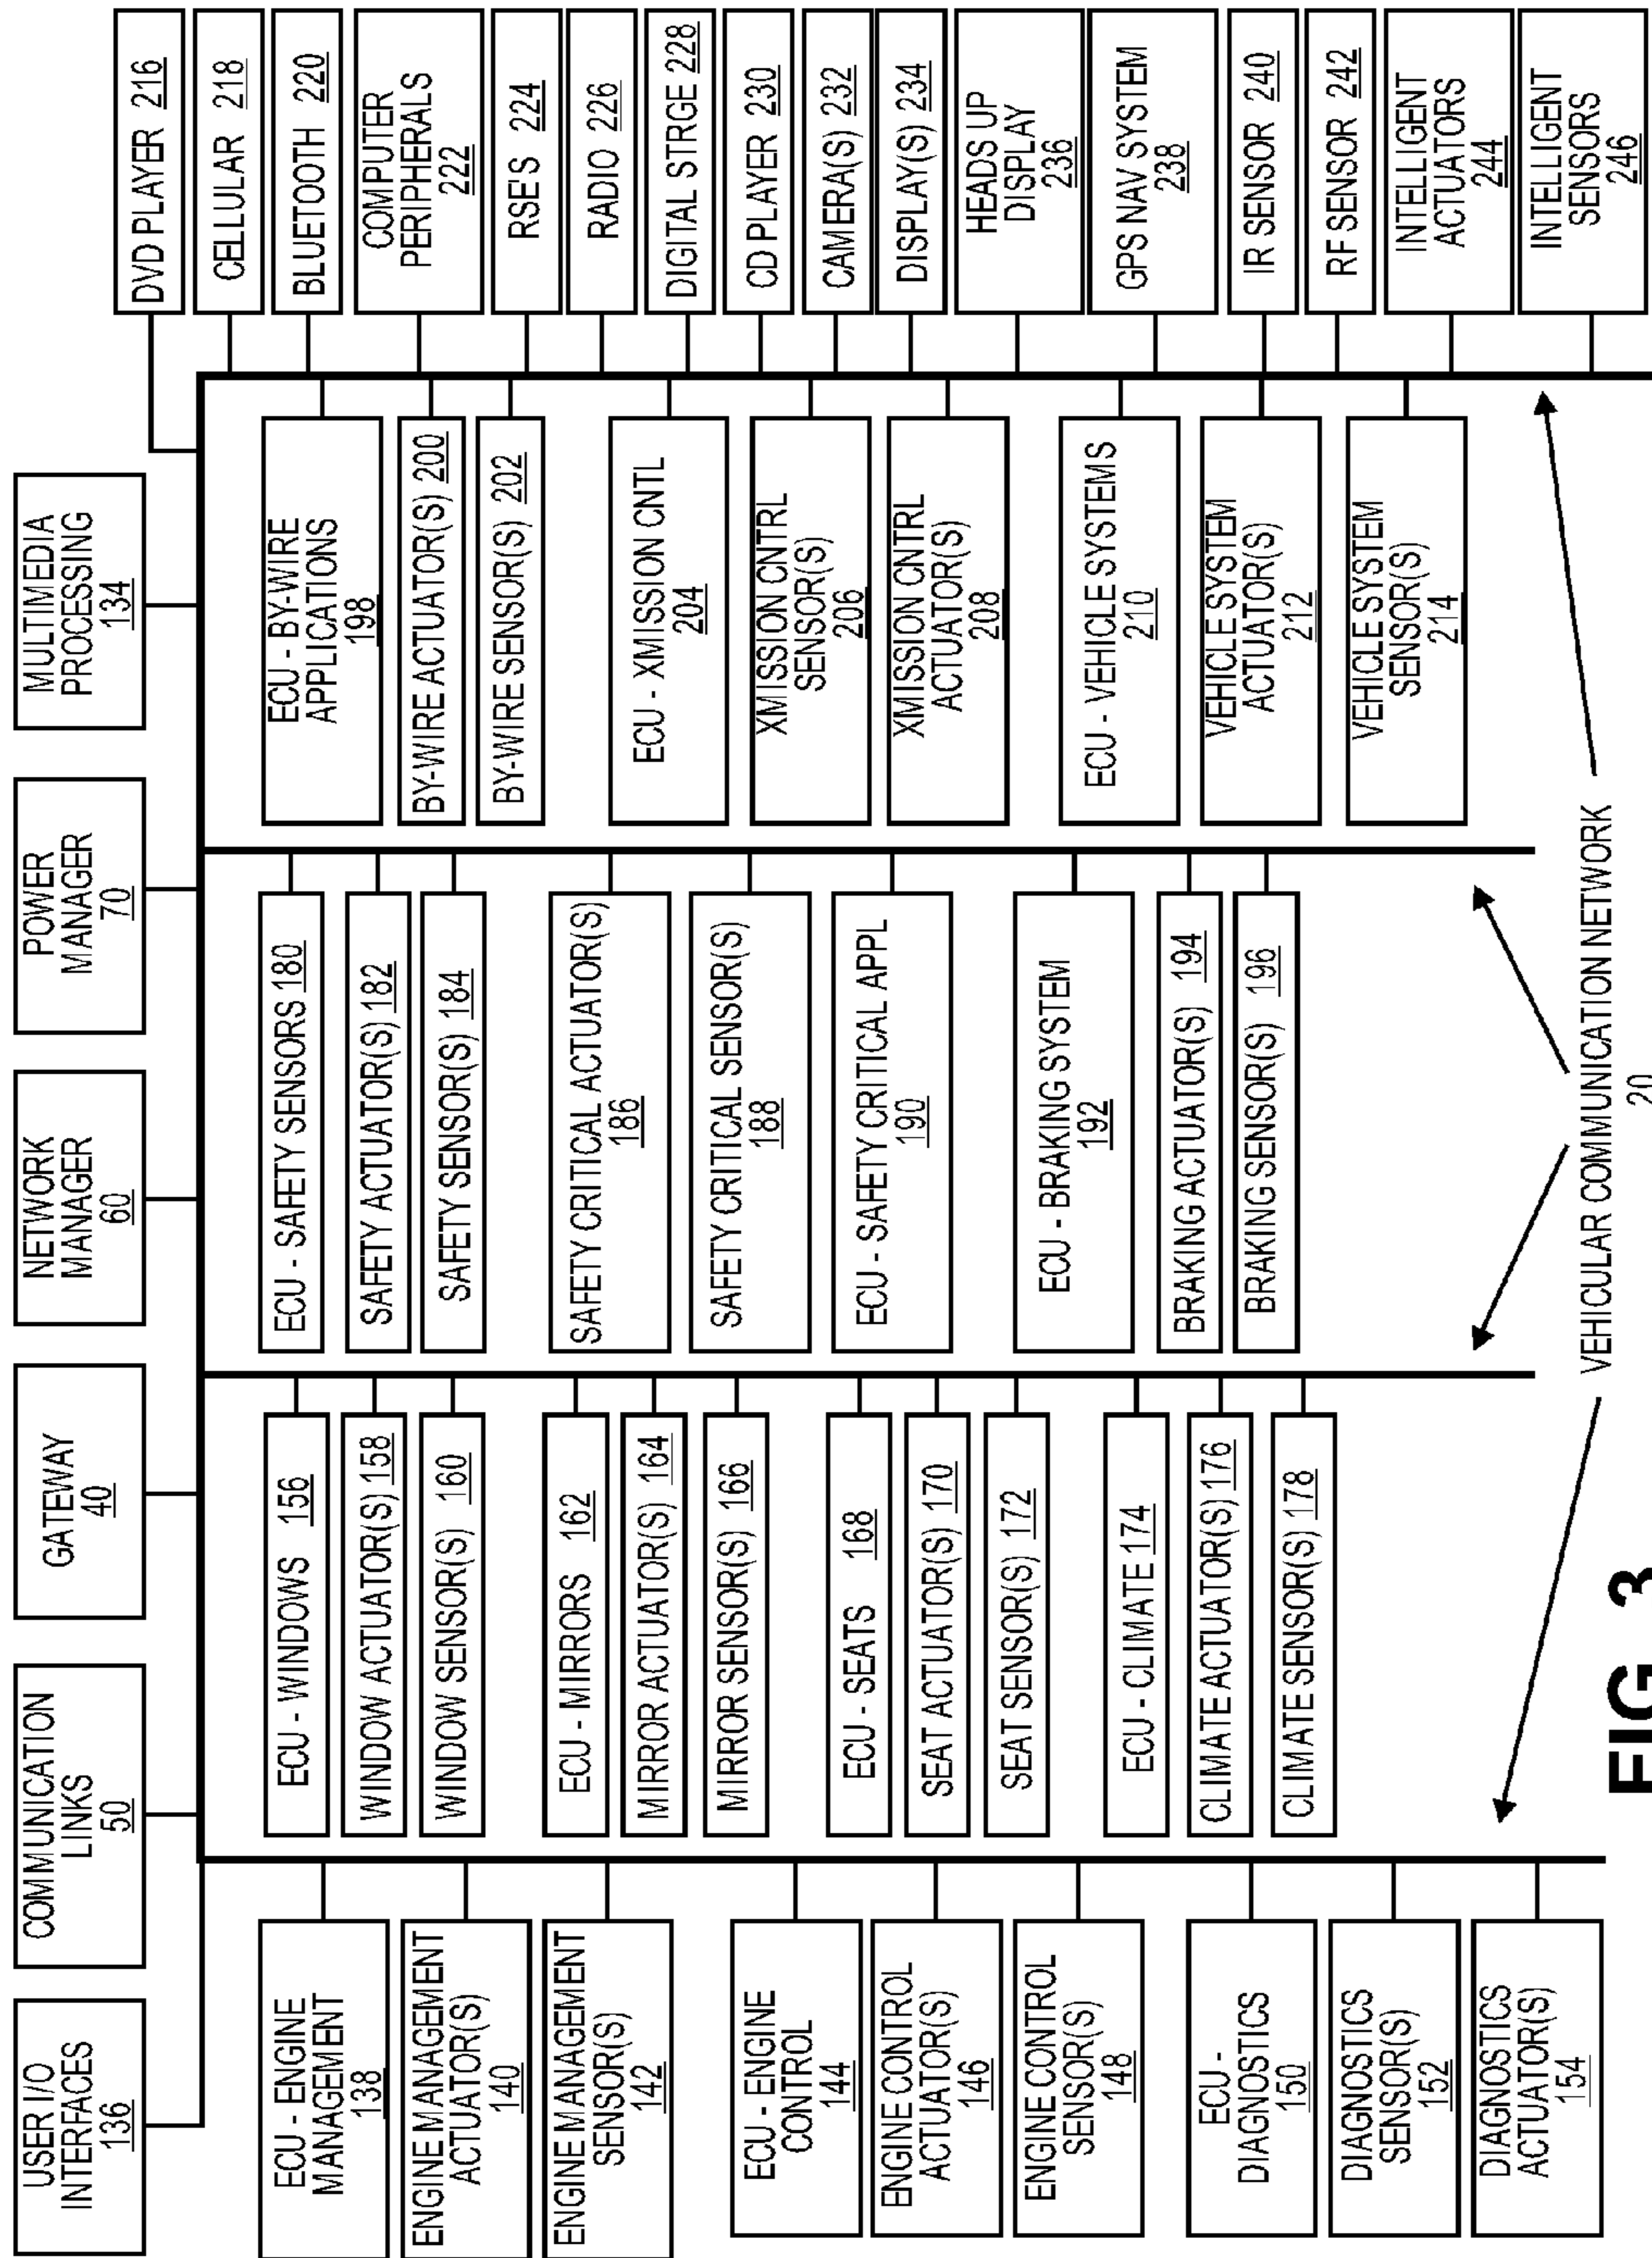 USER I/O
INTERFACES
136
COMMUNICATION
LINKS
50
GATEWAY
40
NETWORK
MANAGER
60
POWER
MANAGER
70
MULTIMEDIA
PROCESSING
134
ECU - ENGINE
MANAGEMENT
138
ENGINE MANAGEMENT
ACTUATOR(S)
140
ENGINE MANAGEMENT
SENSOR(S)
142
ECU - ENGINE
CONTROL
144
ENGINE CONTROL
ACTUATOR(S)
146
ENGINE CONTROL
SENSOR(S)
148
ECU -
DIAGNOSTICS
150
DIAGNOSTICS
SENSOR(S)
152
DIAGNOSTICS
ACTUATOR(S)
154
ECU - WINDOWS 156
WINDOW ACTUATOR(S) 158
WINDOW SENSOR(S) 160
ECU - MIRRORS 162
MIRROR ACTUATOR(S) 164
MIRROR SENSOR(S) 166
ECU - SEATS 168
SEAT ACTUATOR(S) 170
SEAT SENSOR(S) 172
ECU - CLIMATE 174
CLIMATE ACTUATOR(S) 176
CLIMATE SENSOR(S) 178
ECU - SAFETY SENSORS 180
SAFETY ACTUATOR(S) 182
SAFETY SENSOR(S) 184
SAFETY CRITICAL ACTUATOR(S)
186
SAFETY CRITICAL SENSOR(S)
188
ECU - SAFETY CRITICAL APPL
190
ECU - BRAKING SYSTEM
192
BRAKING ACTUATOR(S) 194
BRAKING SENSOR(S) 196
ECU - BY-WIRE
APPLICATIONS
198
BY-WIRE ACTUATOR(S) 200
BY-WIRE SENSOR(S) 202
ECU - XMISSION CNTL
204
XMISSION CNTRL
SENSOR(S)
206
XMISSION CNTRL
ACTUATOR(S)
208
ECU - VEHICLE SYSTEMS
210
VEHICLE SYSTEM
ACTUATOR(S)
212
VEHICLE SYSTEM
SENSOR(S)
214
DVD PLAYER 216
CELLULAR 218
BLUETOOTH 220
COMPUTER
PERIPHERALS
222
RSE'S 224
RADIO 226
DIGITAL STRGE 228
CD PLAYER 230
CAMERA(S) 232
DISPLAY(S) 234
HEADS UP
DISPLAY
236
GPS NAV SYSTEM
238
IR SENSOR 240
RF SENSOR 242
INTELLIGENT
ACTUATORS
244
INTELLIGENT
SENSORS
246
VEHICULAR COMMUNICATION NETWORK
20
FIG 3